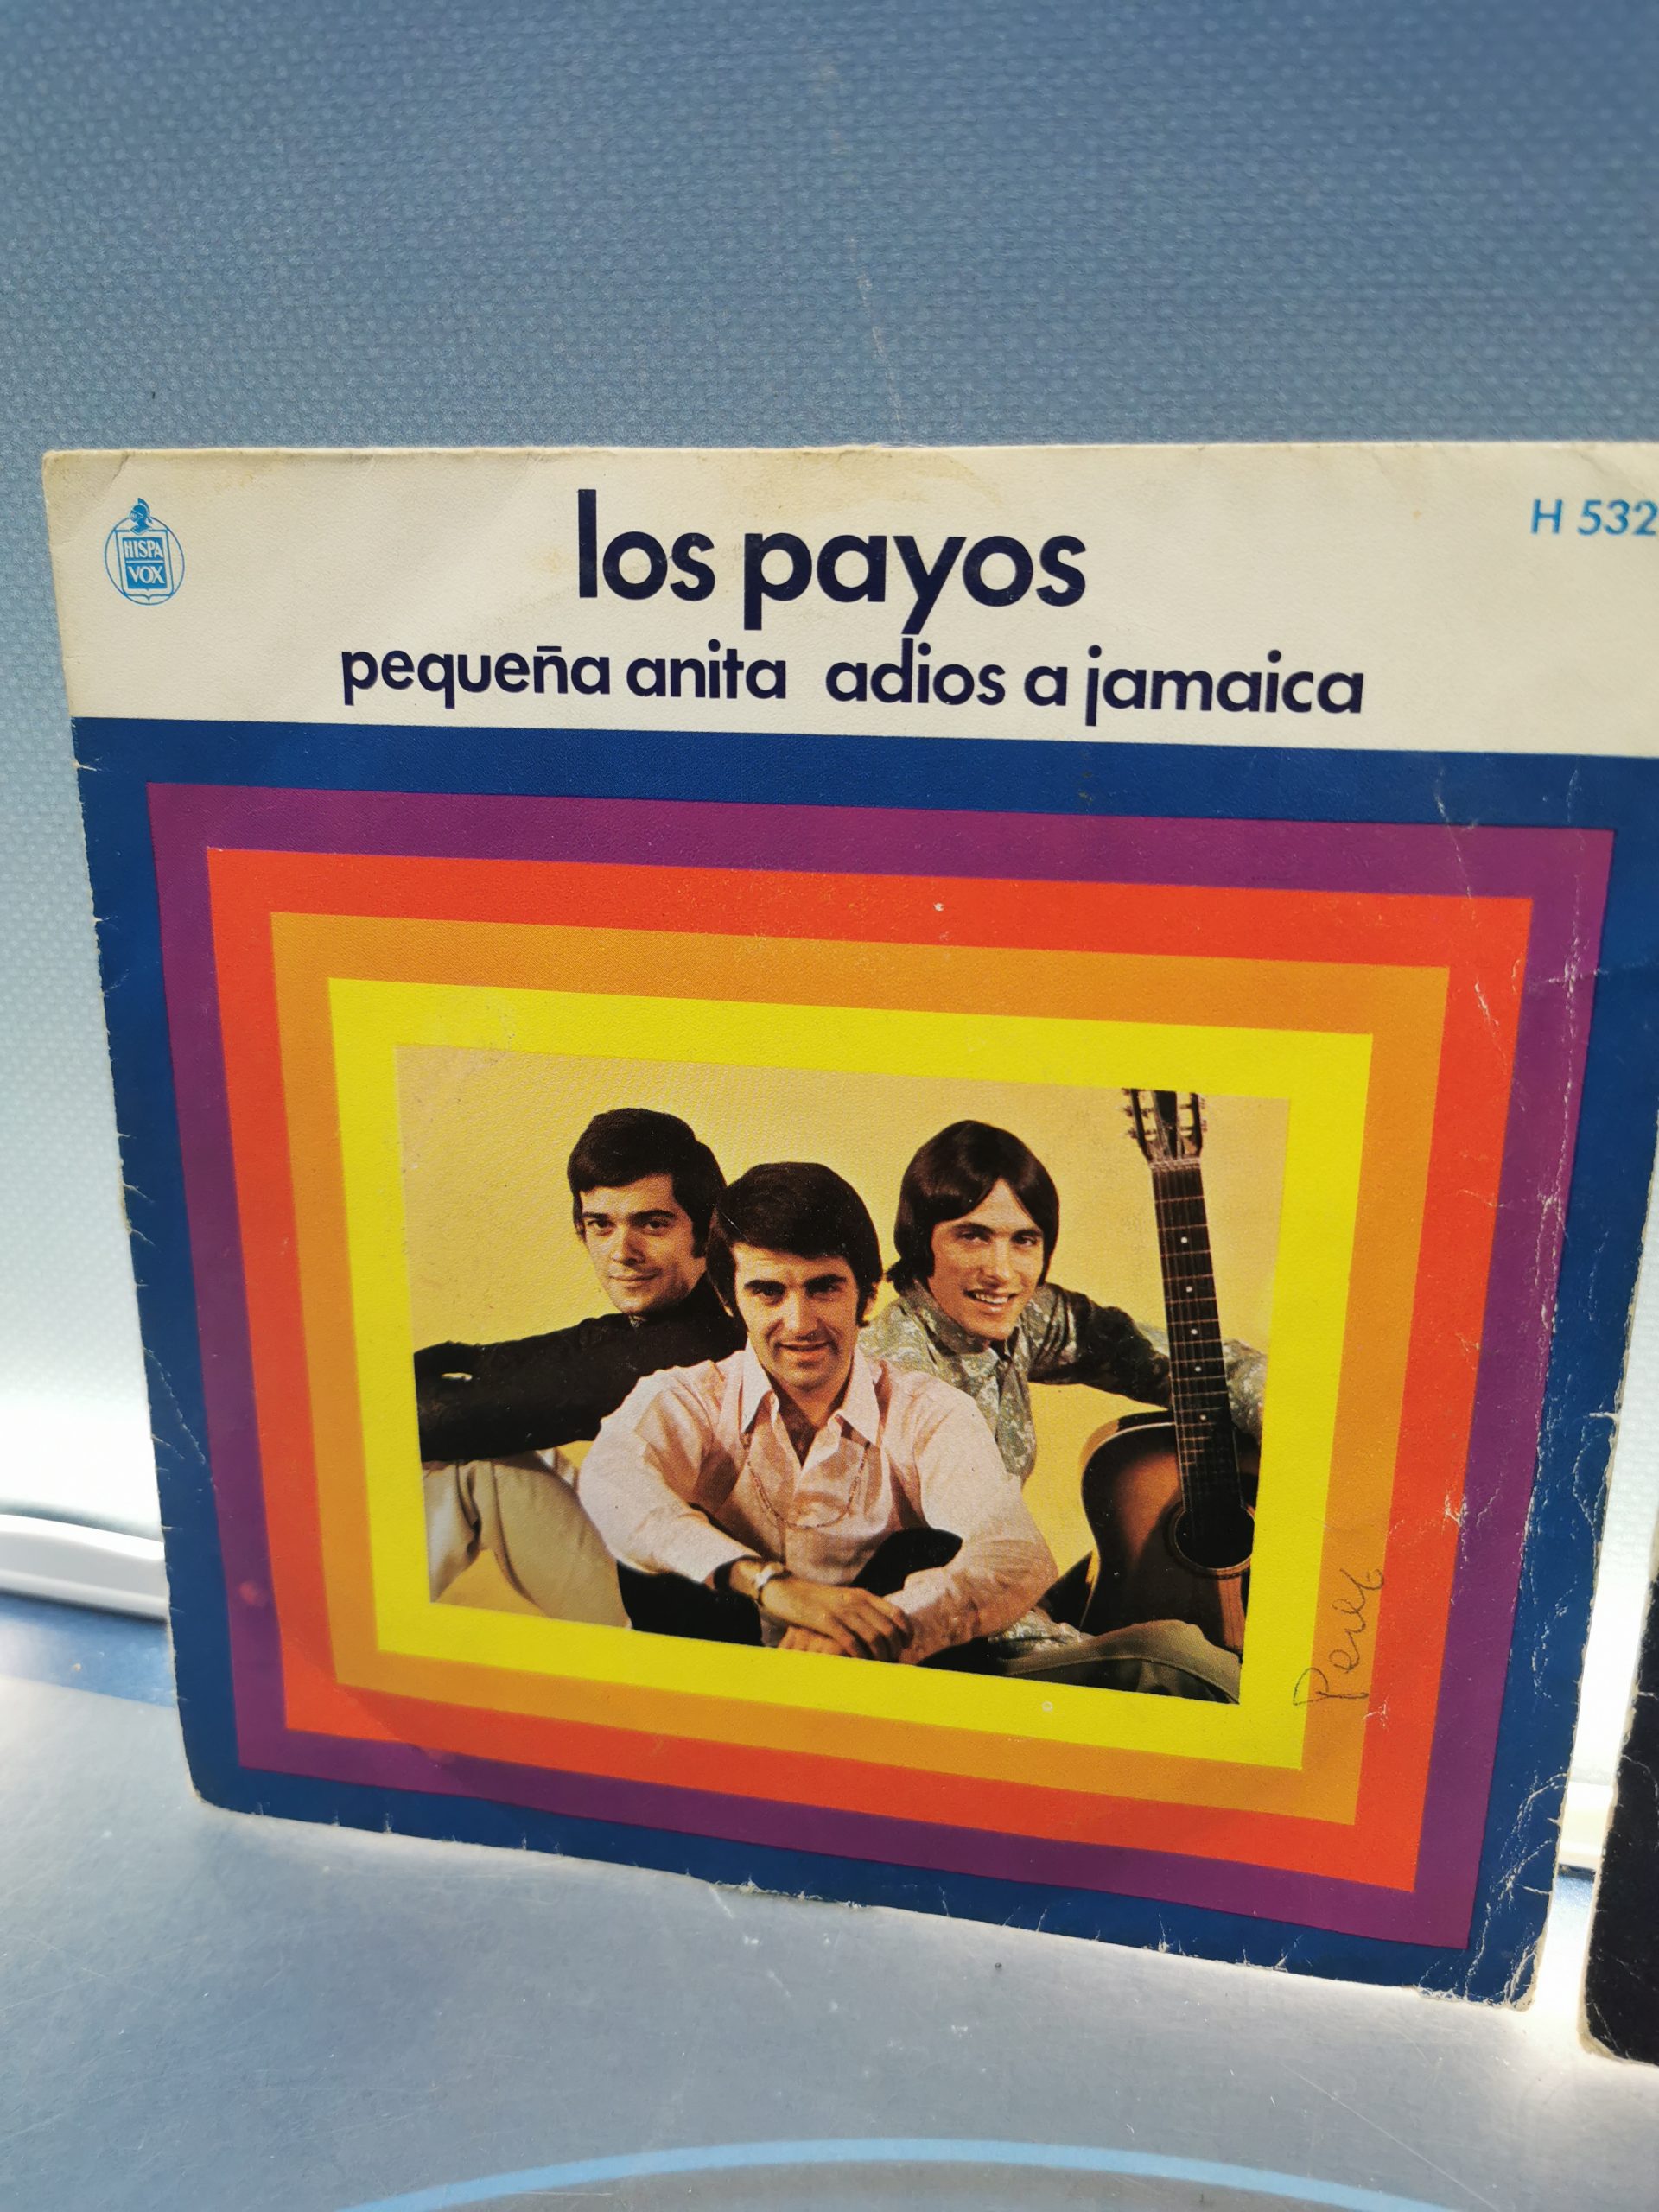 HISPA
VOX
los payos
H 532
pequeña anita adios a jamaica